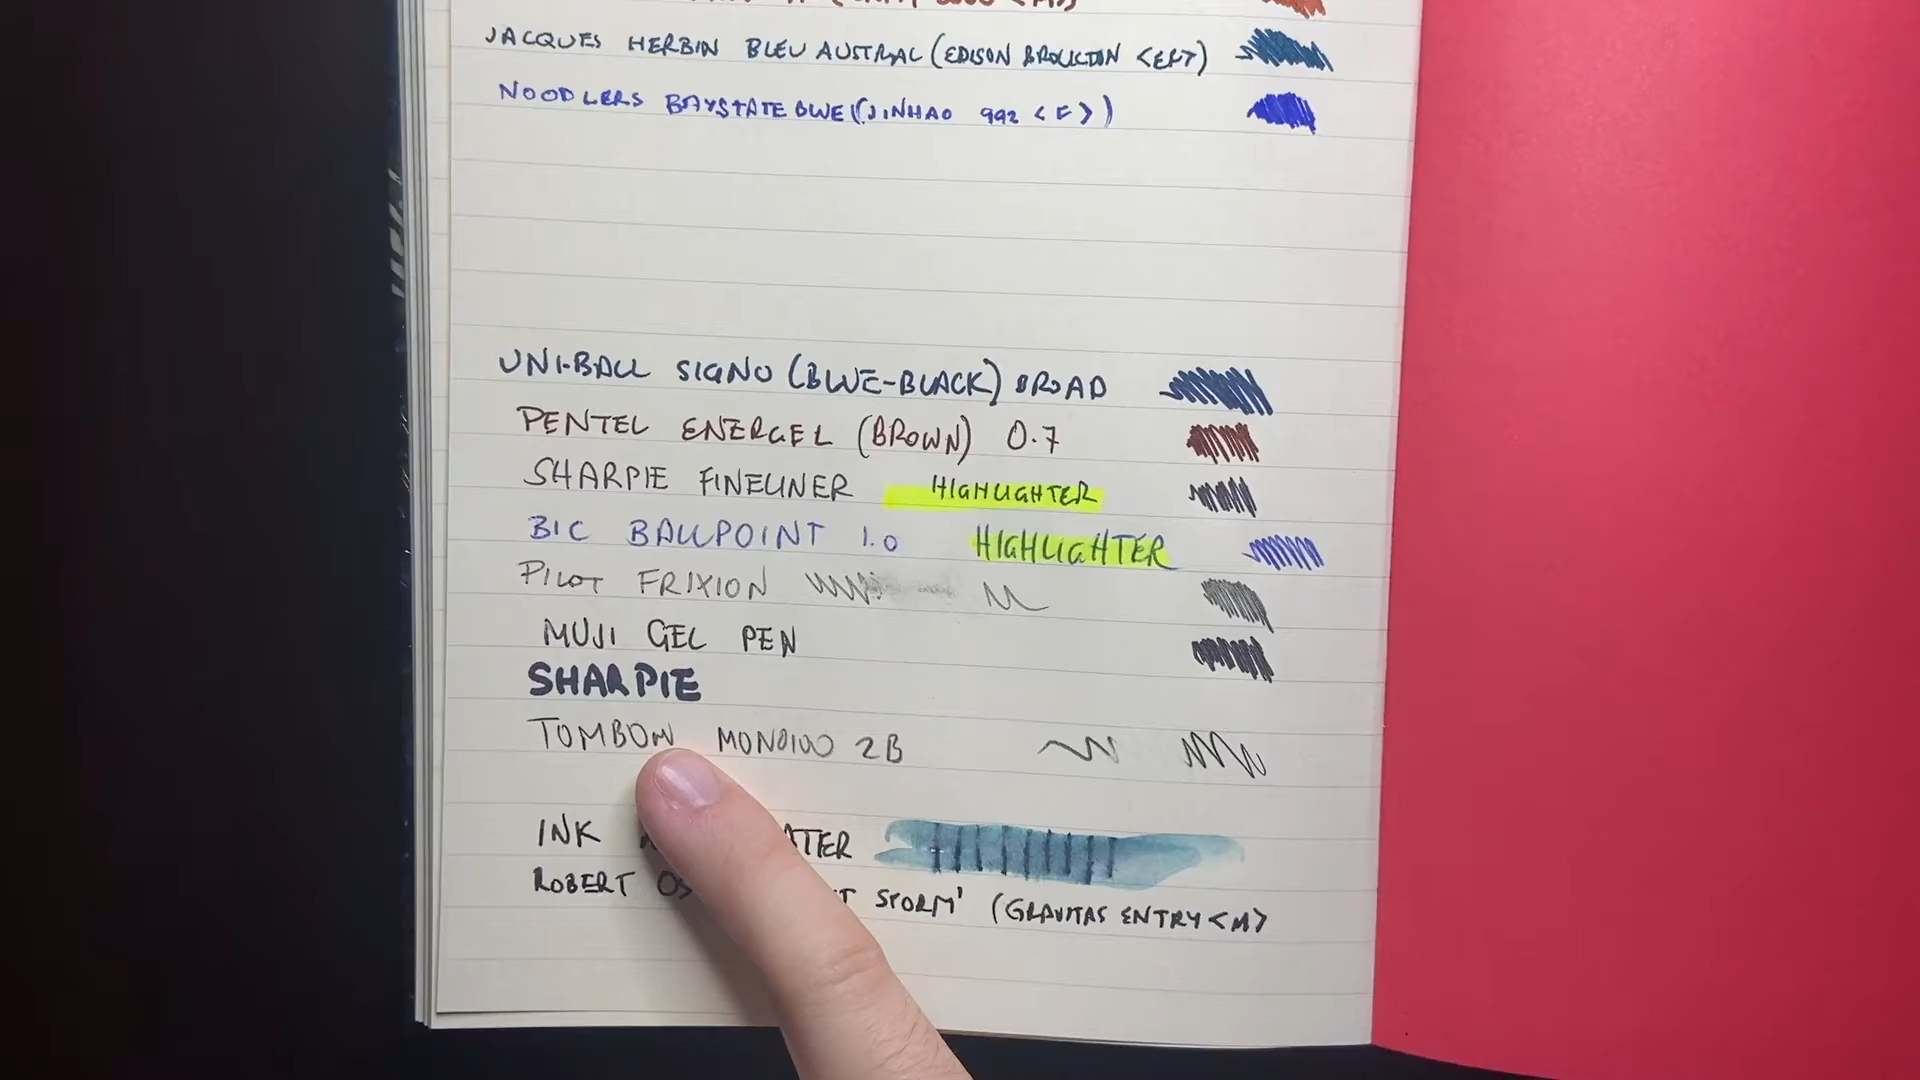 JACQUES HERBIN BLEU AUSTRAL (EDISON <EF>)
NOODLERS BAYSTATE BLUE (JINHAO 992 <F>)
UNI-BALL SIGNO (BLUE-BLACK) BROAD
PENTEL ENERGEL (BROWN) 0.7
SHARPIE FINELINER HIGHLIGHTER
BIC BALLPOINT 1.0 HIGHLIGHTER
PILOT FRIXION
MUJI GEL PEN
SHARPIE
TOMBOW MONO100 2B
INK ATER
ROBERT OS T STORM' (GRAVITAS ENTRY <M>